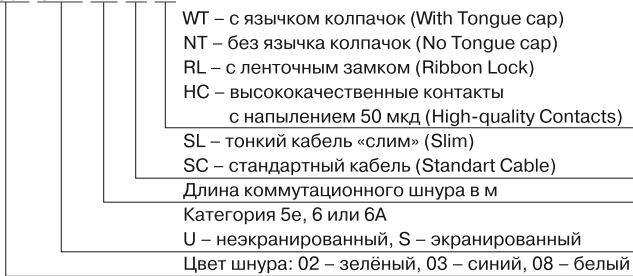 WT – с язычком колпачок (With Tongue cap)
NT – без язычка колпачок (No Tongue cap)
RL – с ленточным замком (Ribbon Lock)
HC – высококачественные контакты
с напылением 50 мкд (High-quality Contacts)
SL – тонкий кабель «слим» (Slim)
SC – стандартный кабель (Standart Cable)
Длина коммутационного шнура в м
Категория 5e, 6 или 6А
U – неэкранированный, S – экранированный
Цвет шнура: 02 – зелёный, 03 – синий, 08 – белый